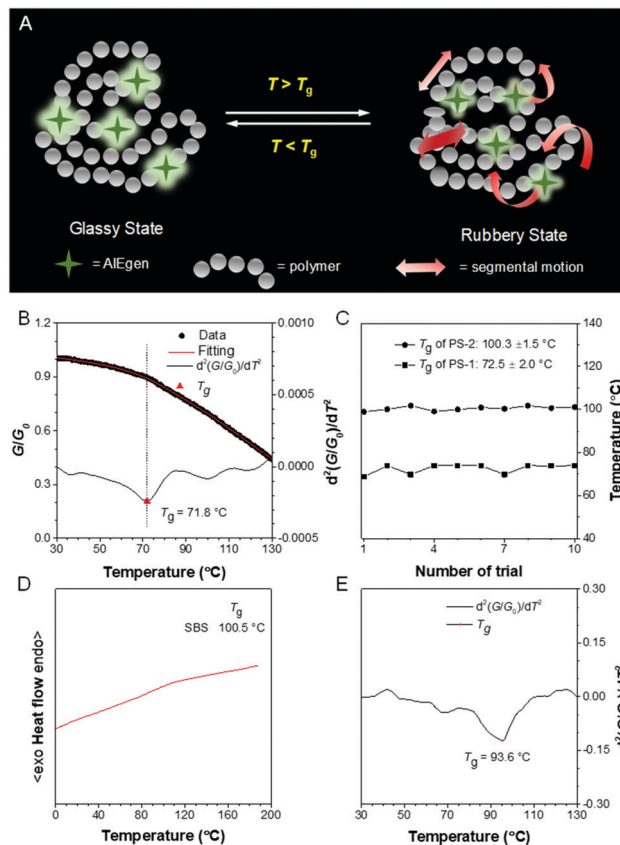 A
T > Tg
T < Tg
Glassy State
Rubbery State
= AIEgen
= polymer
= segmental motion
B
1.2
0.9
0.6
0.3
0.0
G/G0
Data
Fitting
d²(G/G0)/dT²
Tg
Tg = 71.8 °C
0.0010
0.0005
0.0000
-0.0005
d²(G/G0)/dT²
30 50 70 90 110 130
Temperature (°C)
C
Tg of PS-2: 100.3 ±1.5 °C
Tg of PS-1: 72.5 ± 2.0 °C
140
120
100
80
60
40
Temperature (°C)
1 4 7 10
Number of trial
D
Tg
SBS 100.5 °C
<exo Heat flow endo>
0 40 80 120 160 200
Temperature (°C)
E
d²(G/G0)/dT²
Tg
Tg = 93.6 °C
0.30
0.15
0.00
-0.15
-0.30
30 50 70 90 110 130
Temperature (°C)